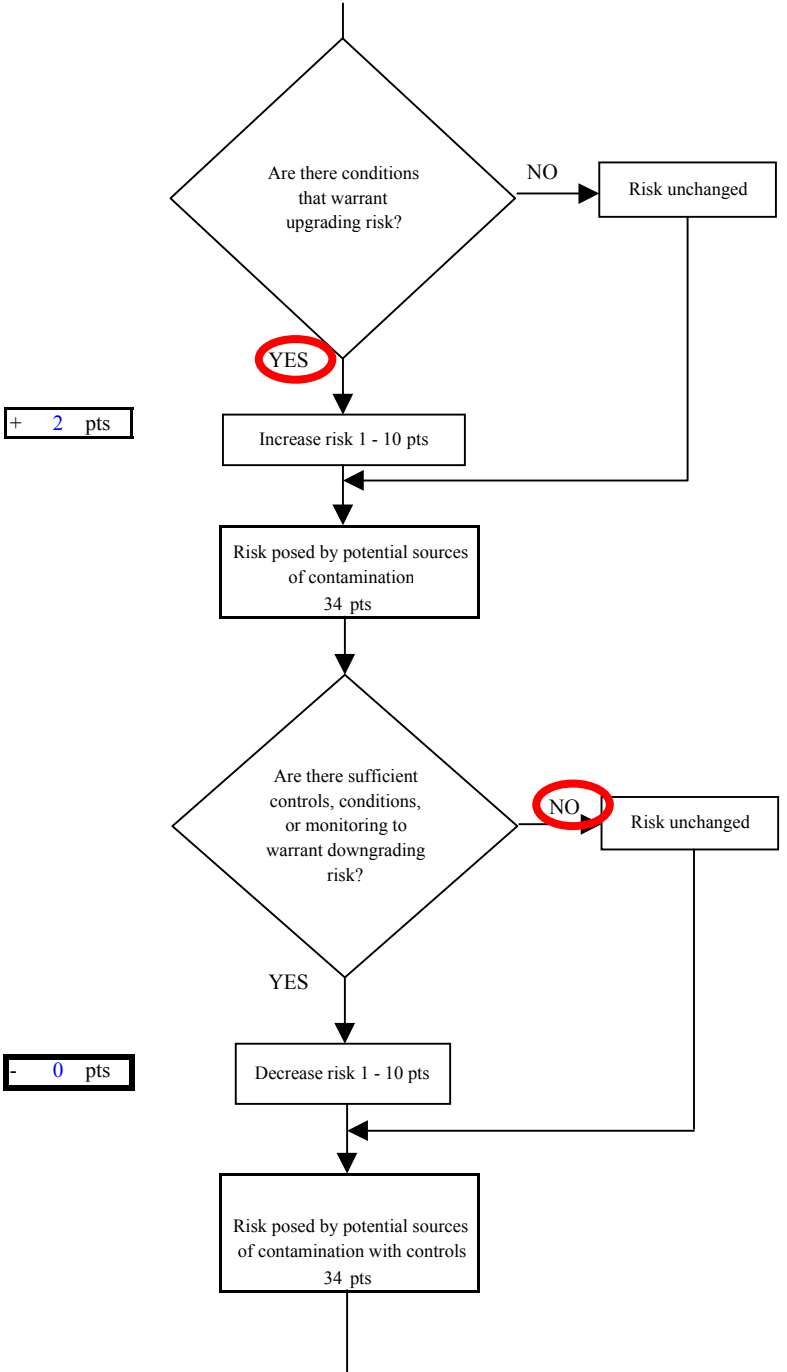 Are there conditions
that warrant
upgrading risk?
NO
Risk unchanged
YES
+ 2 pts
Increase risk 1 - 10 pts
Risk posed by potential sources
of contamination
34 pts
Are there sufficient
controls, conditions,
or monitoring to
warrant downgrading
risk?
NO
Risk unchanged
YES
- 0 pts
Decrease risk 1 - 10 pts
Risk posed by potential sources
of contamination with controls
34 pts